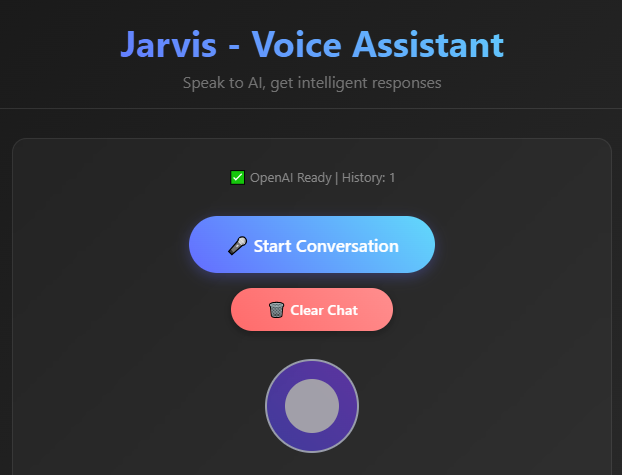 Jarvis - Voice Assistant
Speak to AI, get intelligent responses
✅ OpenAI Ready | History: 1
🎤 Start Conversation
🗑️ Clear Chat